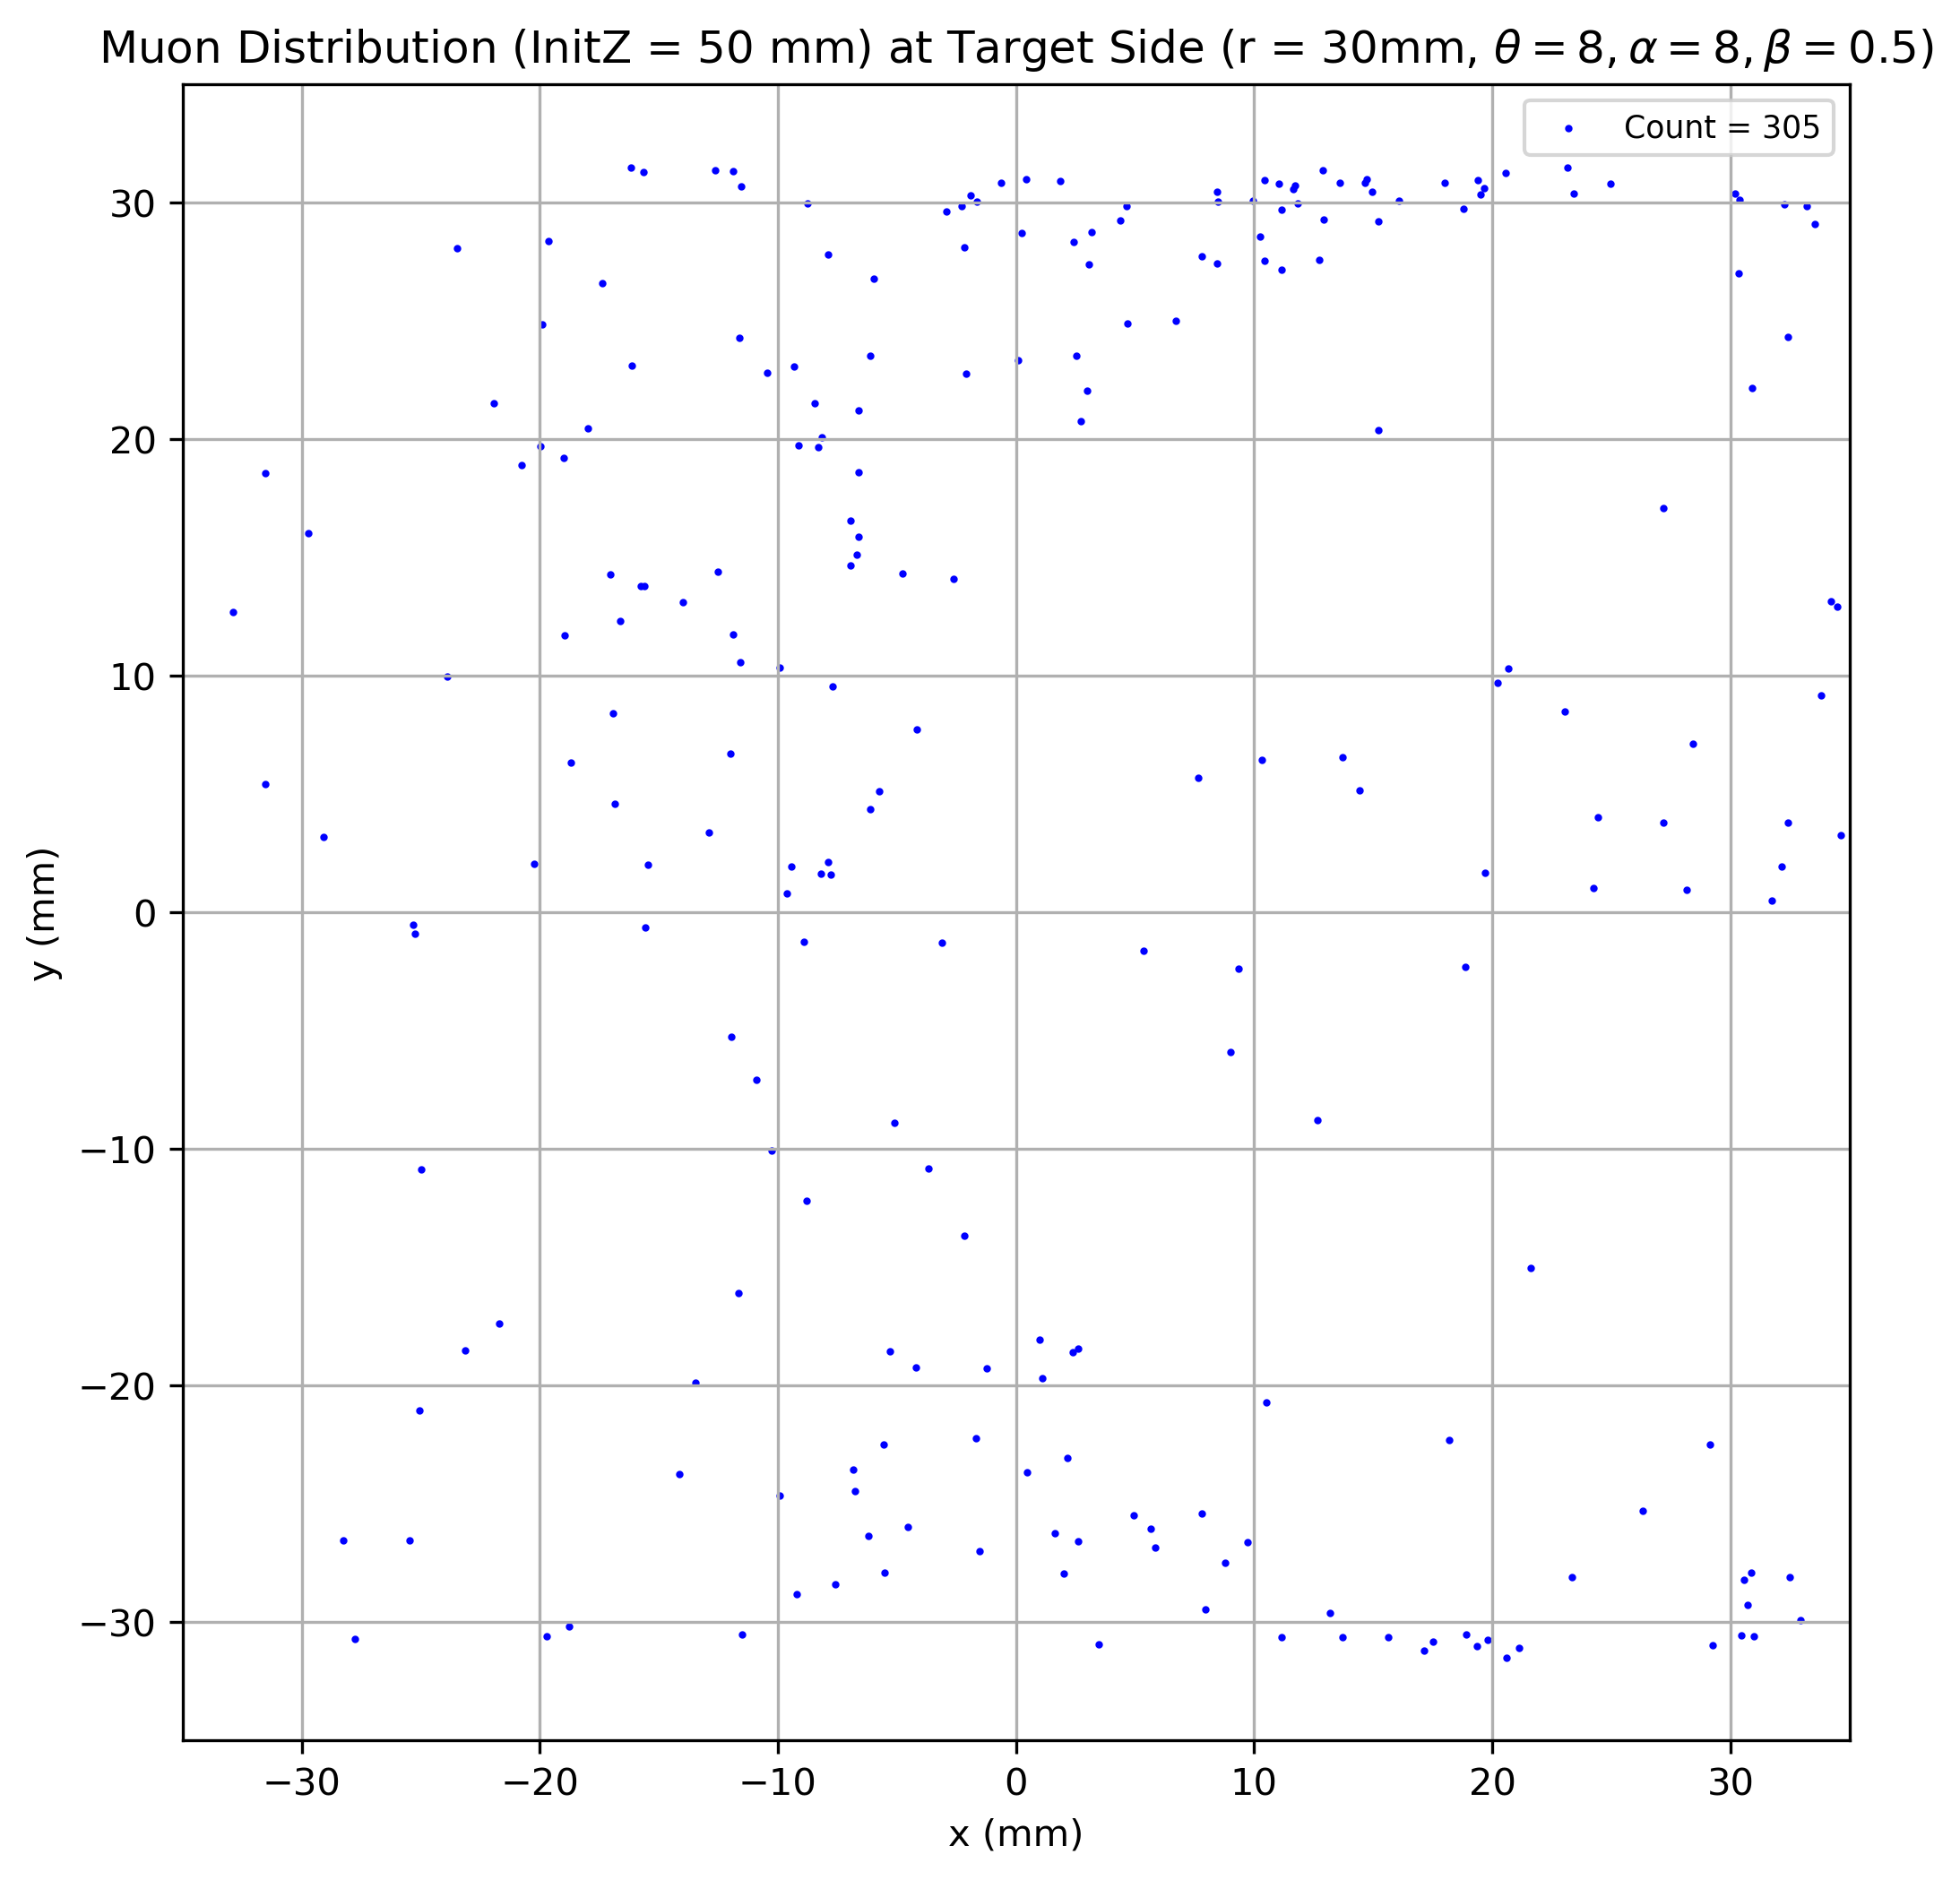 Muon Distribution (InitZ = 50 mm) at Target Side (r = 30mm, θ = 8, α = 8, β = 0.5)
Count = 305
30
20
10
0
−10
−20
−30
y (mm)
−30 −20 −10 0 10 20 30
x (mm)